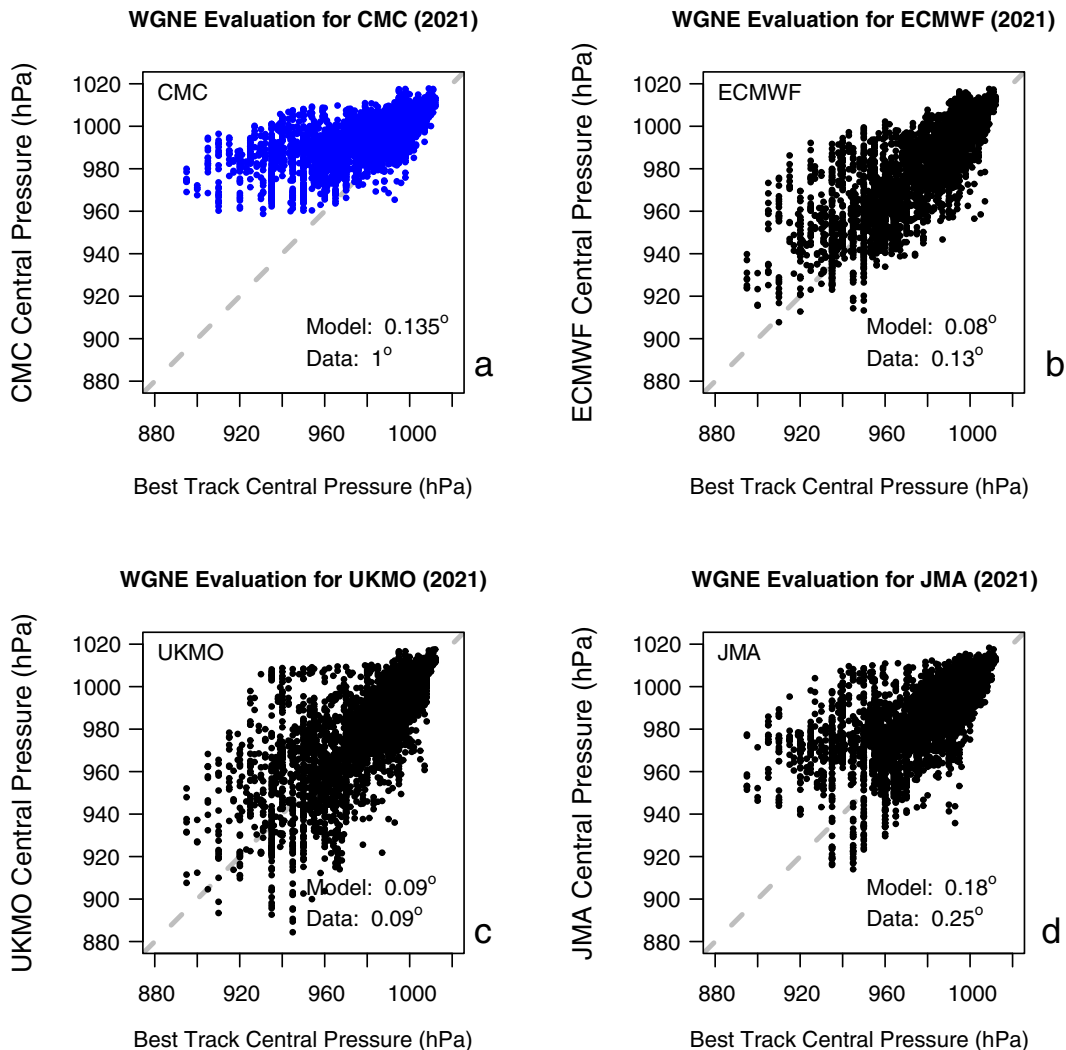 WGNE Evaluation for CMC (2021)
CMC Central Pressure (hPa)
1020
1000
980
960
940
920
900
880
CMC
Model: 0.135°
Data: 1°
a
880 920 960 1000
Best Track Central Pressure (hPa)
WGNE Evaluation for ECMWF (2021)
ECMWF Central Pressure (hPa)
1020
1000
980
960
940
920
900
880
ECMWF
Model: 0.08°
Data: 0.13°
b
880 920 960 1000
Best Track Central Pressure (hPa)
WGNE Evaluation for UKMO (2021)
UKMO Central Pressure (hPa)
1020
1000
980
960
940
920
900
880
UKMO
Model: 0.09°
Data: 0.09°
c
880 920 960 1000
Best Track Central Pressure (hPa)
WGNE Evaluation for JMA (2021)
JMA Central Pressure (hPa)
1020
1000
980
960
940
920
900
880
JMA
Model: 0.18°
Data: 0.25°
d
880 920 960 1000
Best Track Central Pressure (hPa)